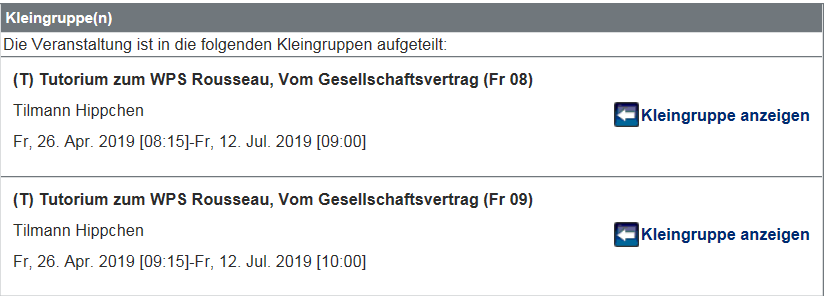 Kleingruppe(n)
Die Veranstaltung ist in die folgenden Kleingruppen aufgeteilt:
(T) Tutorium zum WPS Rousseau, Vom Gesellschaftsvertrag (Fr 08)
Tilmann Hippchen
Kleingruppe anzeigen
Fr, 26. Apr. 2019 [08:15]-Fr, 12. Jul. 2019 [09:00]
(T) Tutorium zum WPS Rousseau, Vom Gesellschaftsvertrag (Fr 09)
Tilmann Hippchen
Kleingruppe anzeigen
Fr, 26. Apr. 2019 [09:15]-Fr, 12. Jul. 2019 [10:00]